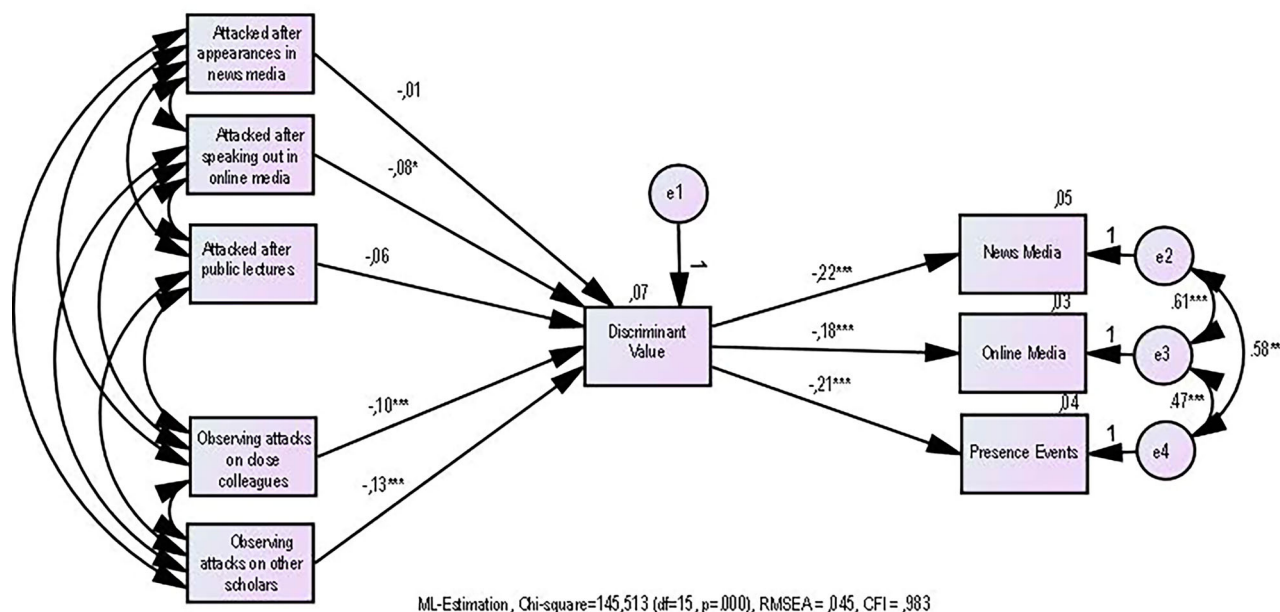 Attacked after
appearances in
news media
-,01
Attacked after
speaking out in
online media
-,08*
Attacked after
public lectures
-,06
Observing attacks
on close
colleagues
-,10***
Observing
attacks on other
scholars
-,13***
e1
1
,07
Discriminant
Value
-,22***
-,18***
-,21***
,05
News Media
1
e2
,03
Online Media
1
e3
,04
Presence Events
1
e4
.61***
.47***
.58**
ML-Estimation, Chi-square=145,513 (df=15, p=,000), RMSEA = ,045, CFI = ,983